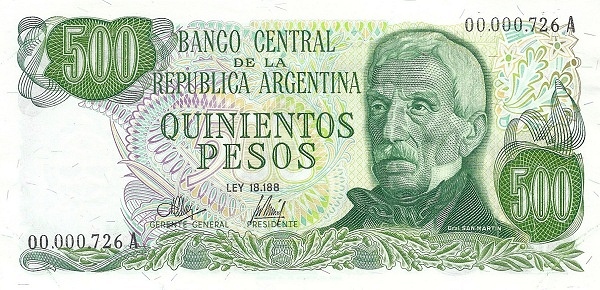 00.000.726 A
500
BANCO CENTRAL
DE LA
REPUBLICA ARGENTINA
QUINIENTOS
PESOS
LEY 18.188
GERENTE GENERAL PRESIDENTE
Gral. SAN MARTIN
500
00.000.726 A